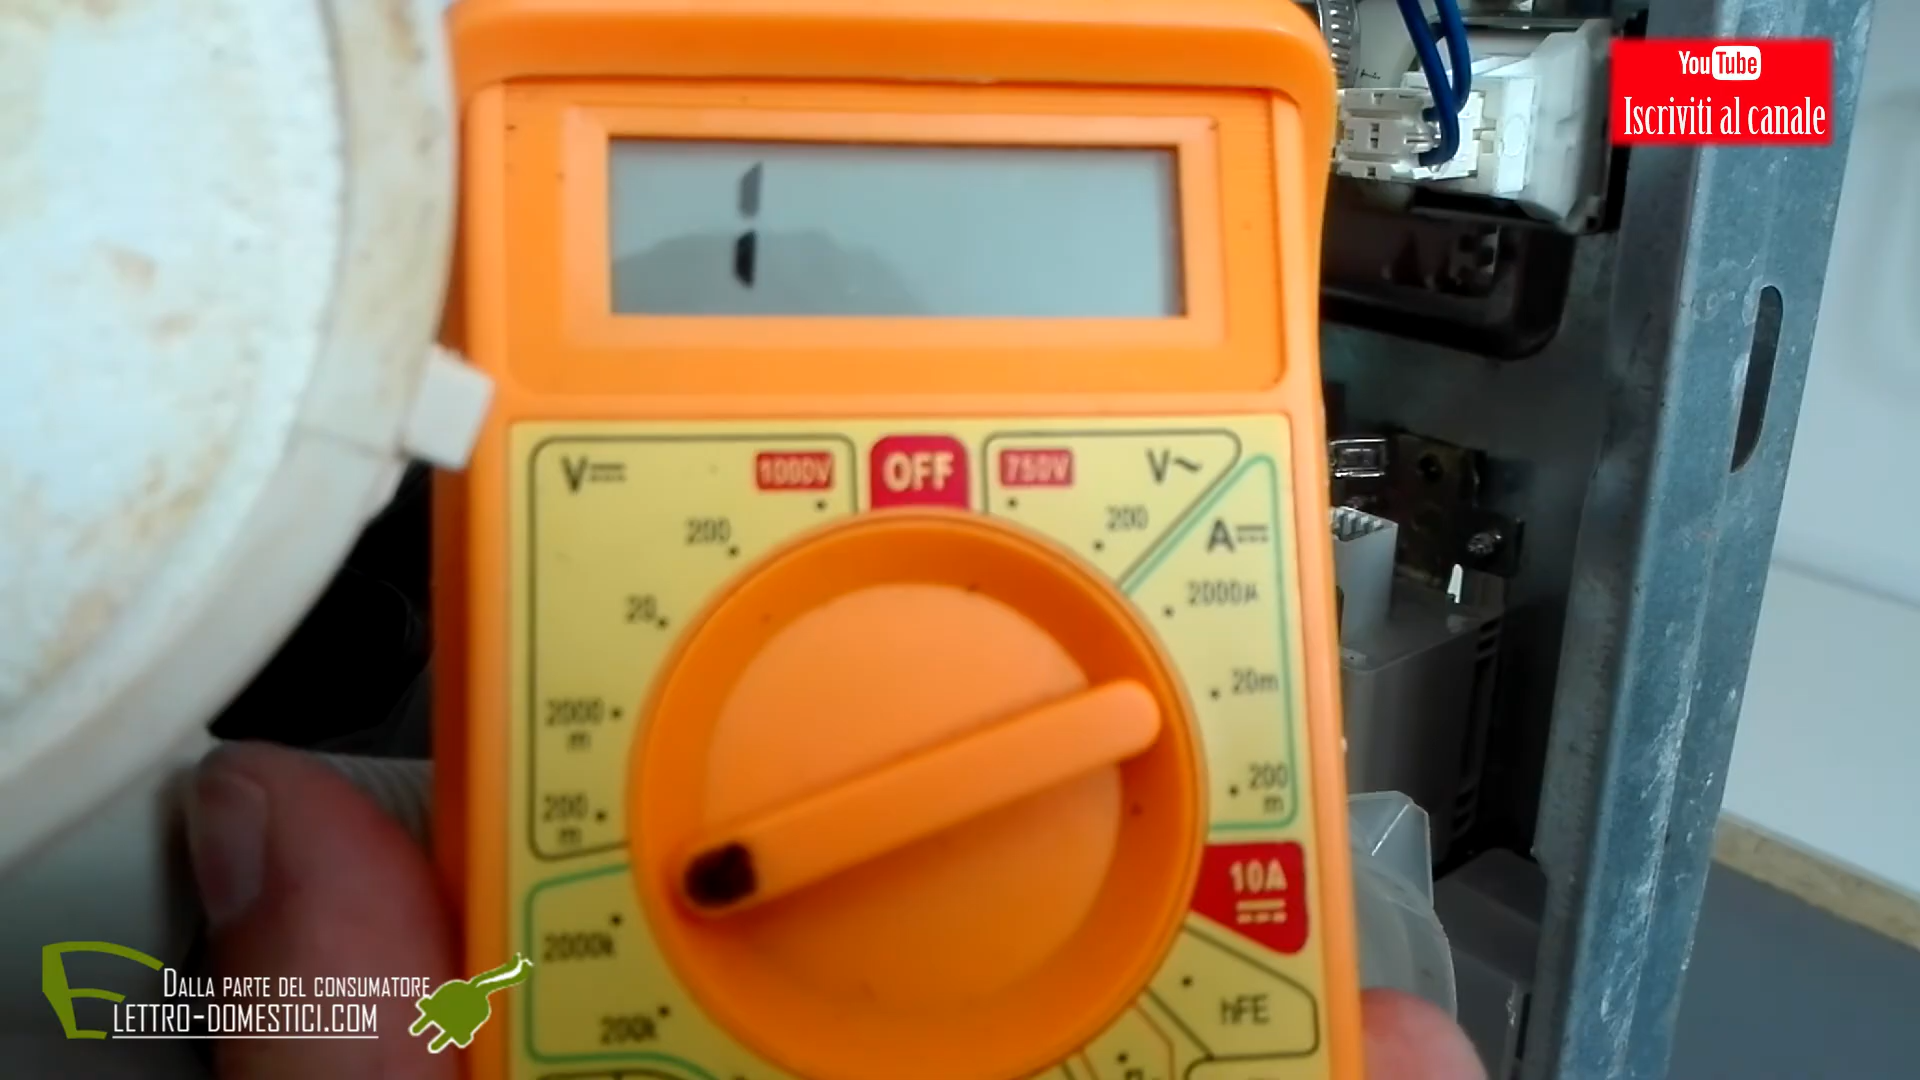 YouTube
Iscriviti al canale
1
V⎓
1000V
OFF
750V
V~
200
200
A⎓
20
2000µ
2000
m
20m
200
m
200
m
10A
2000k
hFE
200k
DALLA PARTE DEL CONSUMATORE
ELETTRO-DOMESTICI.COM